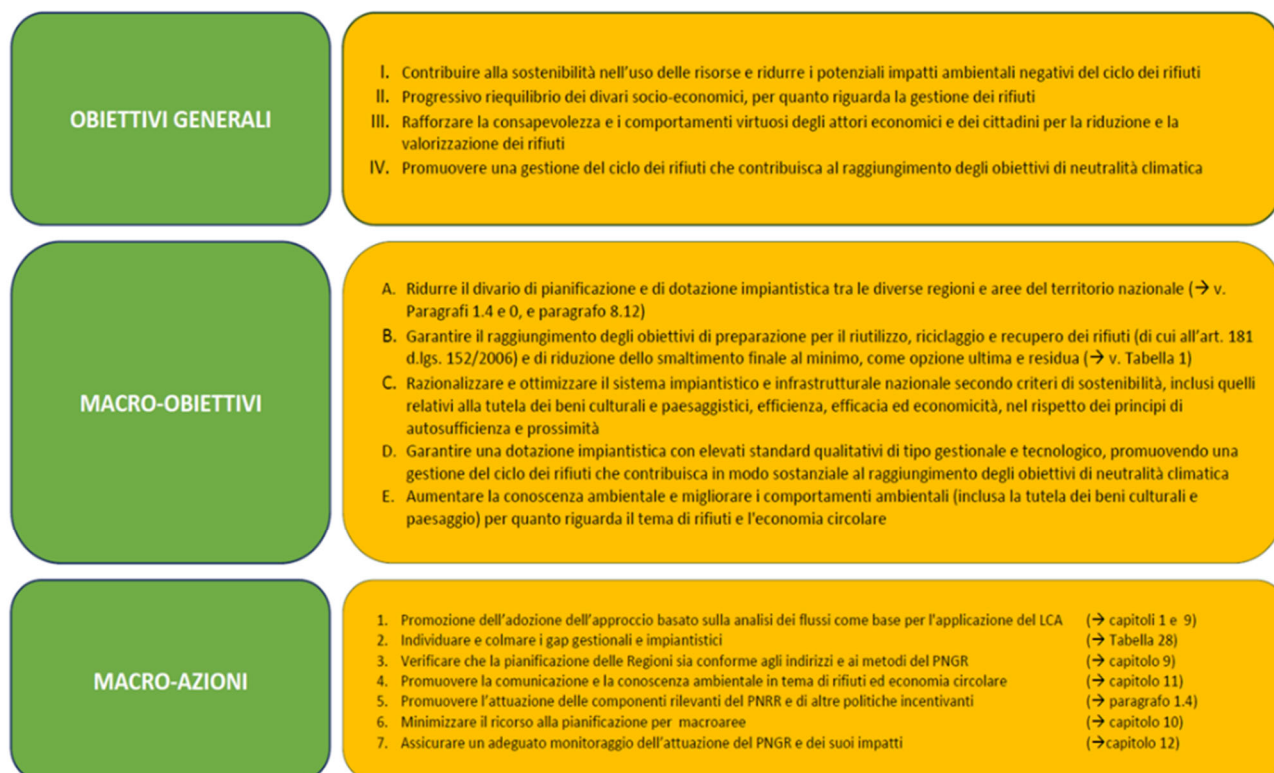 OBIETTIVI GENERALI
I. Contribuire alla sostenibilità nell'uso delle risorse e ridurre i potenziali impatti ambientali negativi del ciclo dei rifiuti
II. Progressivo riequilibrio dei divari socio-economici, per quanto riguarda la gestione dei rifiuti
III. Rafforzare la consapevolezza e i comportamenti virtuosi degli attori economici e dei cittadini per la riduzione e la
valorizzazione dei rifiuti
IV. Promuovere una gestione del ciclo dei rifiuti che contribuisca al raggiungimento degli obiettivi di neutralità climatica
MACRO-OBIETTIVI
A. Ridurre il divario di pianificazione e di dotazione impiantistica tra le diverse regioni e aree del territorio nazionale (→ v.
Paragrafi 1.4 e 0, e paragrafo 8.12)
B. Garantire il raggiungimento degli obiettivi di preparazione per il riutilizzo, riciclaggio e recupero dei rifiuti (di cui all'art. 181
d.lgs. 152/2006) e di riduzione dello smaltimento finale al minimo, come opzione ultima e residua (→ v. Tabella 1)
C. Razionalizzare e ottimizzare il sistema impiantistico e infrastrutturale nazionale secondo criteri di sostenibilità, inclusi quelli
relativi alla tutela dei beni culturali e paesaggistici, efficienza, efficacia ed economicità, nel rispetto dei principi di
autosufficienza e prossimità
D. Garantire una dotazione impiantistica con elevati standard qualitativi di tipo gestionale e tecnologico, promuovendo una
gestione del ciclo dei rifiuti che contribuisca in modo sostanziale al raggiungimento degli obiettivi di neutralità climatica
E. Aumentare la conoscenza ambientale e migliorare i comportamenti ambientali (inclusa la tutela dei beni culturali e
paesaggio) per quanto riguarda il tema di rifiuti e l'economia circolare
MACRO-AZIONI
1. Promozione dell'adozione dell'approccio basato sulla analisi dei flussi come base per l'applicazione del LCA (→ capitoli 1 e 9)
2. Individuare e colmare i gap gestionali e impiantistici (→ Tabella 28)
3. Verificare che la pianificazione delle Regioni sia conforme agli indirizzi e ai metodi del PNGR (→ capitolo 9)
4. Promuovere la comunicazione e la conoscenza ambientale in tema di rifiuti ed economia circolare (→ capitolo 11)
5. Promuovere l'attuazione delle componenti rilevanti del PNRR e di altre politiche incentivanti (→ paragrafo 1.4)
6. Minimizzare il ricorso alla pianificazione per macroaree (→ capitolo 10)
7. Assicurare un adeguato monitoraggio dell'attuazione del PNGR e dei suoi impatti (→capitolo 12)